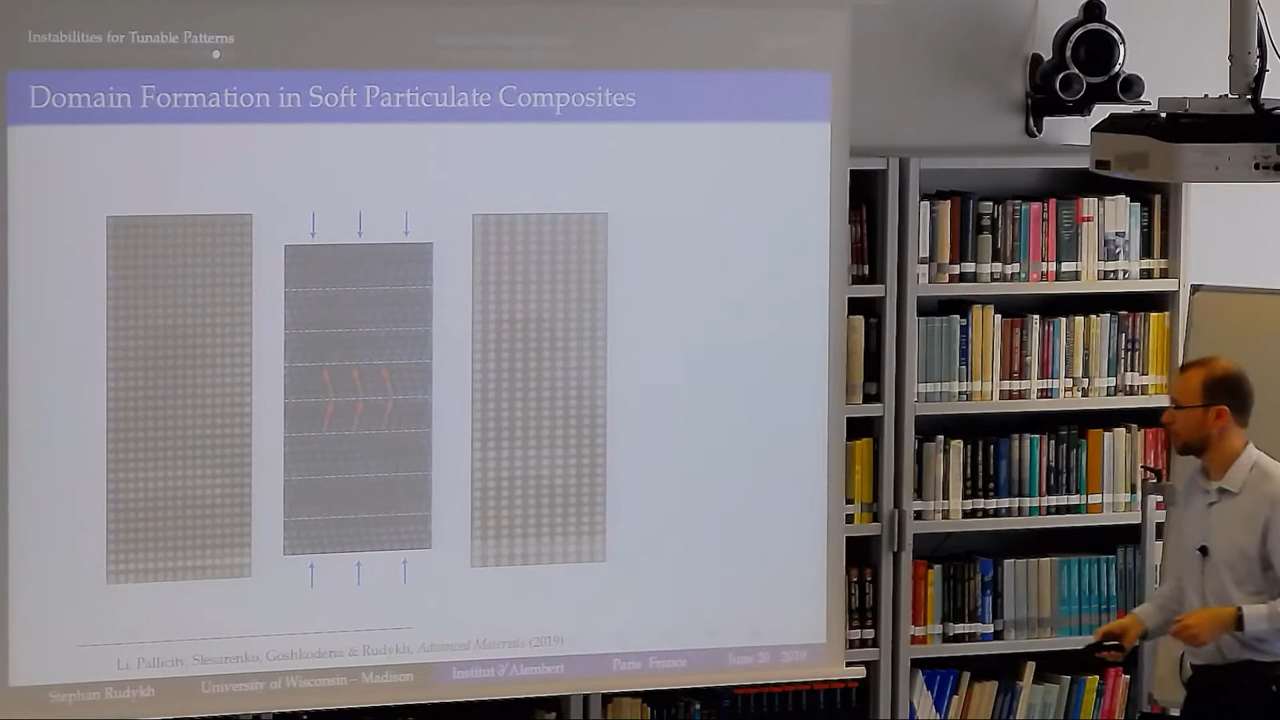 Instabilities for Tunable Patterns
Domain Formation in Soft Particulate Composites
Li, Pallicity, Slesarenko, Goshkoderia & Rudykh, Advanced Materials (2019)
Stephan Rudykh
University of Wisconsin – Madison
Institut d'Alembert
Paris France
June 20 2019